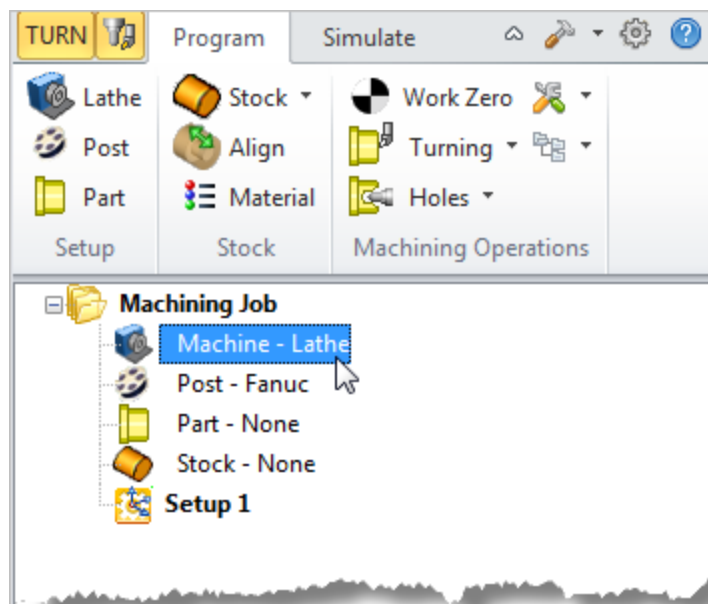 TURN Program Simulate
Lathe Stock Work Zero
Post Align Turning
Part Material Holes
Setup Stock Machining Operations
Machining Job
Machine - Lathe
Post - Fanuc
Part - None
Stock - None
Setup 1